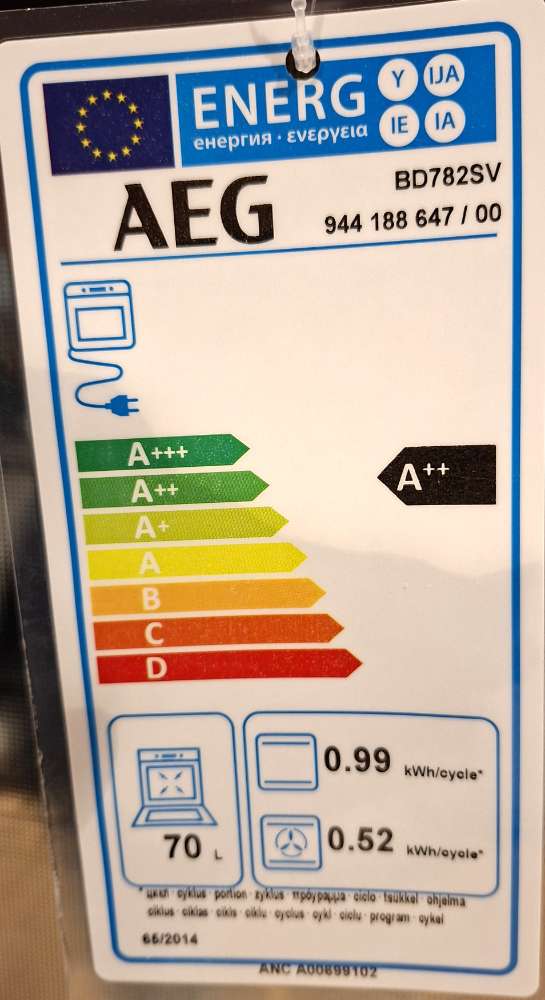 ENERG Y IJA
енергия · ενεργεια IE IA
AEG
BD782SV
944 188 647 / 00
A+++
A++
A++
A+
A
B
C
D
0.99 kWh/cycle*
70 L
0.52 kWh/cycle*
* цикл · cyklus · portion · zyklus · πρόγραμμα · ciclo · tsükkel · ohjelma
ciklus · ciklas · cikls · ċiklu · cyclus · cykl · ciclu · program · cykel
65/2014
ANC A00699102